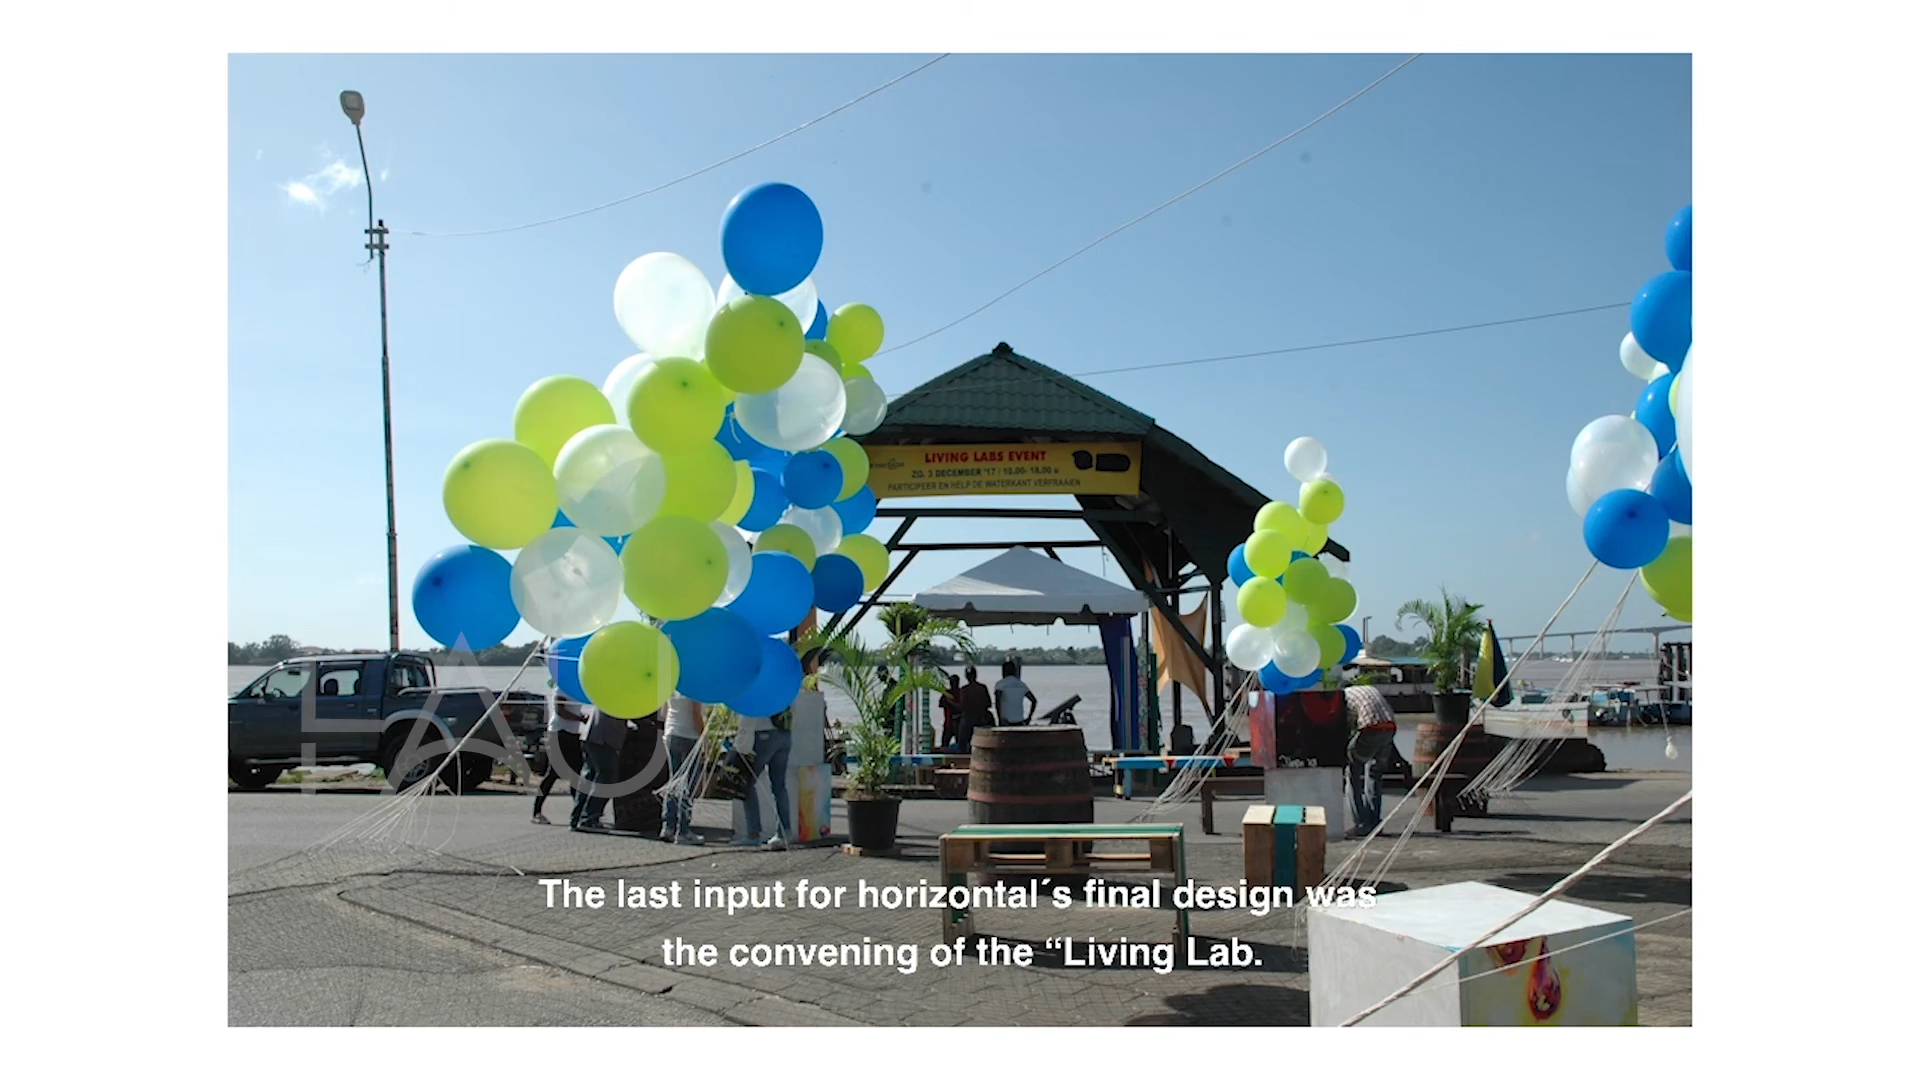 LIVING LABS EVENT
ZO. 3 DECEMBER '17 | 10.00- 18.00 u
PARTICIPEER EN HELP DE WATERKANT VERFRAAIEN
LAU
The last input for horizontal´s final design was
the convening of the “Living Lab.